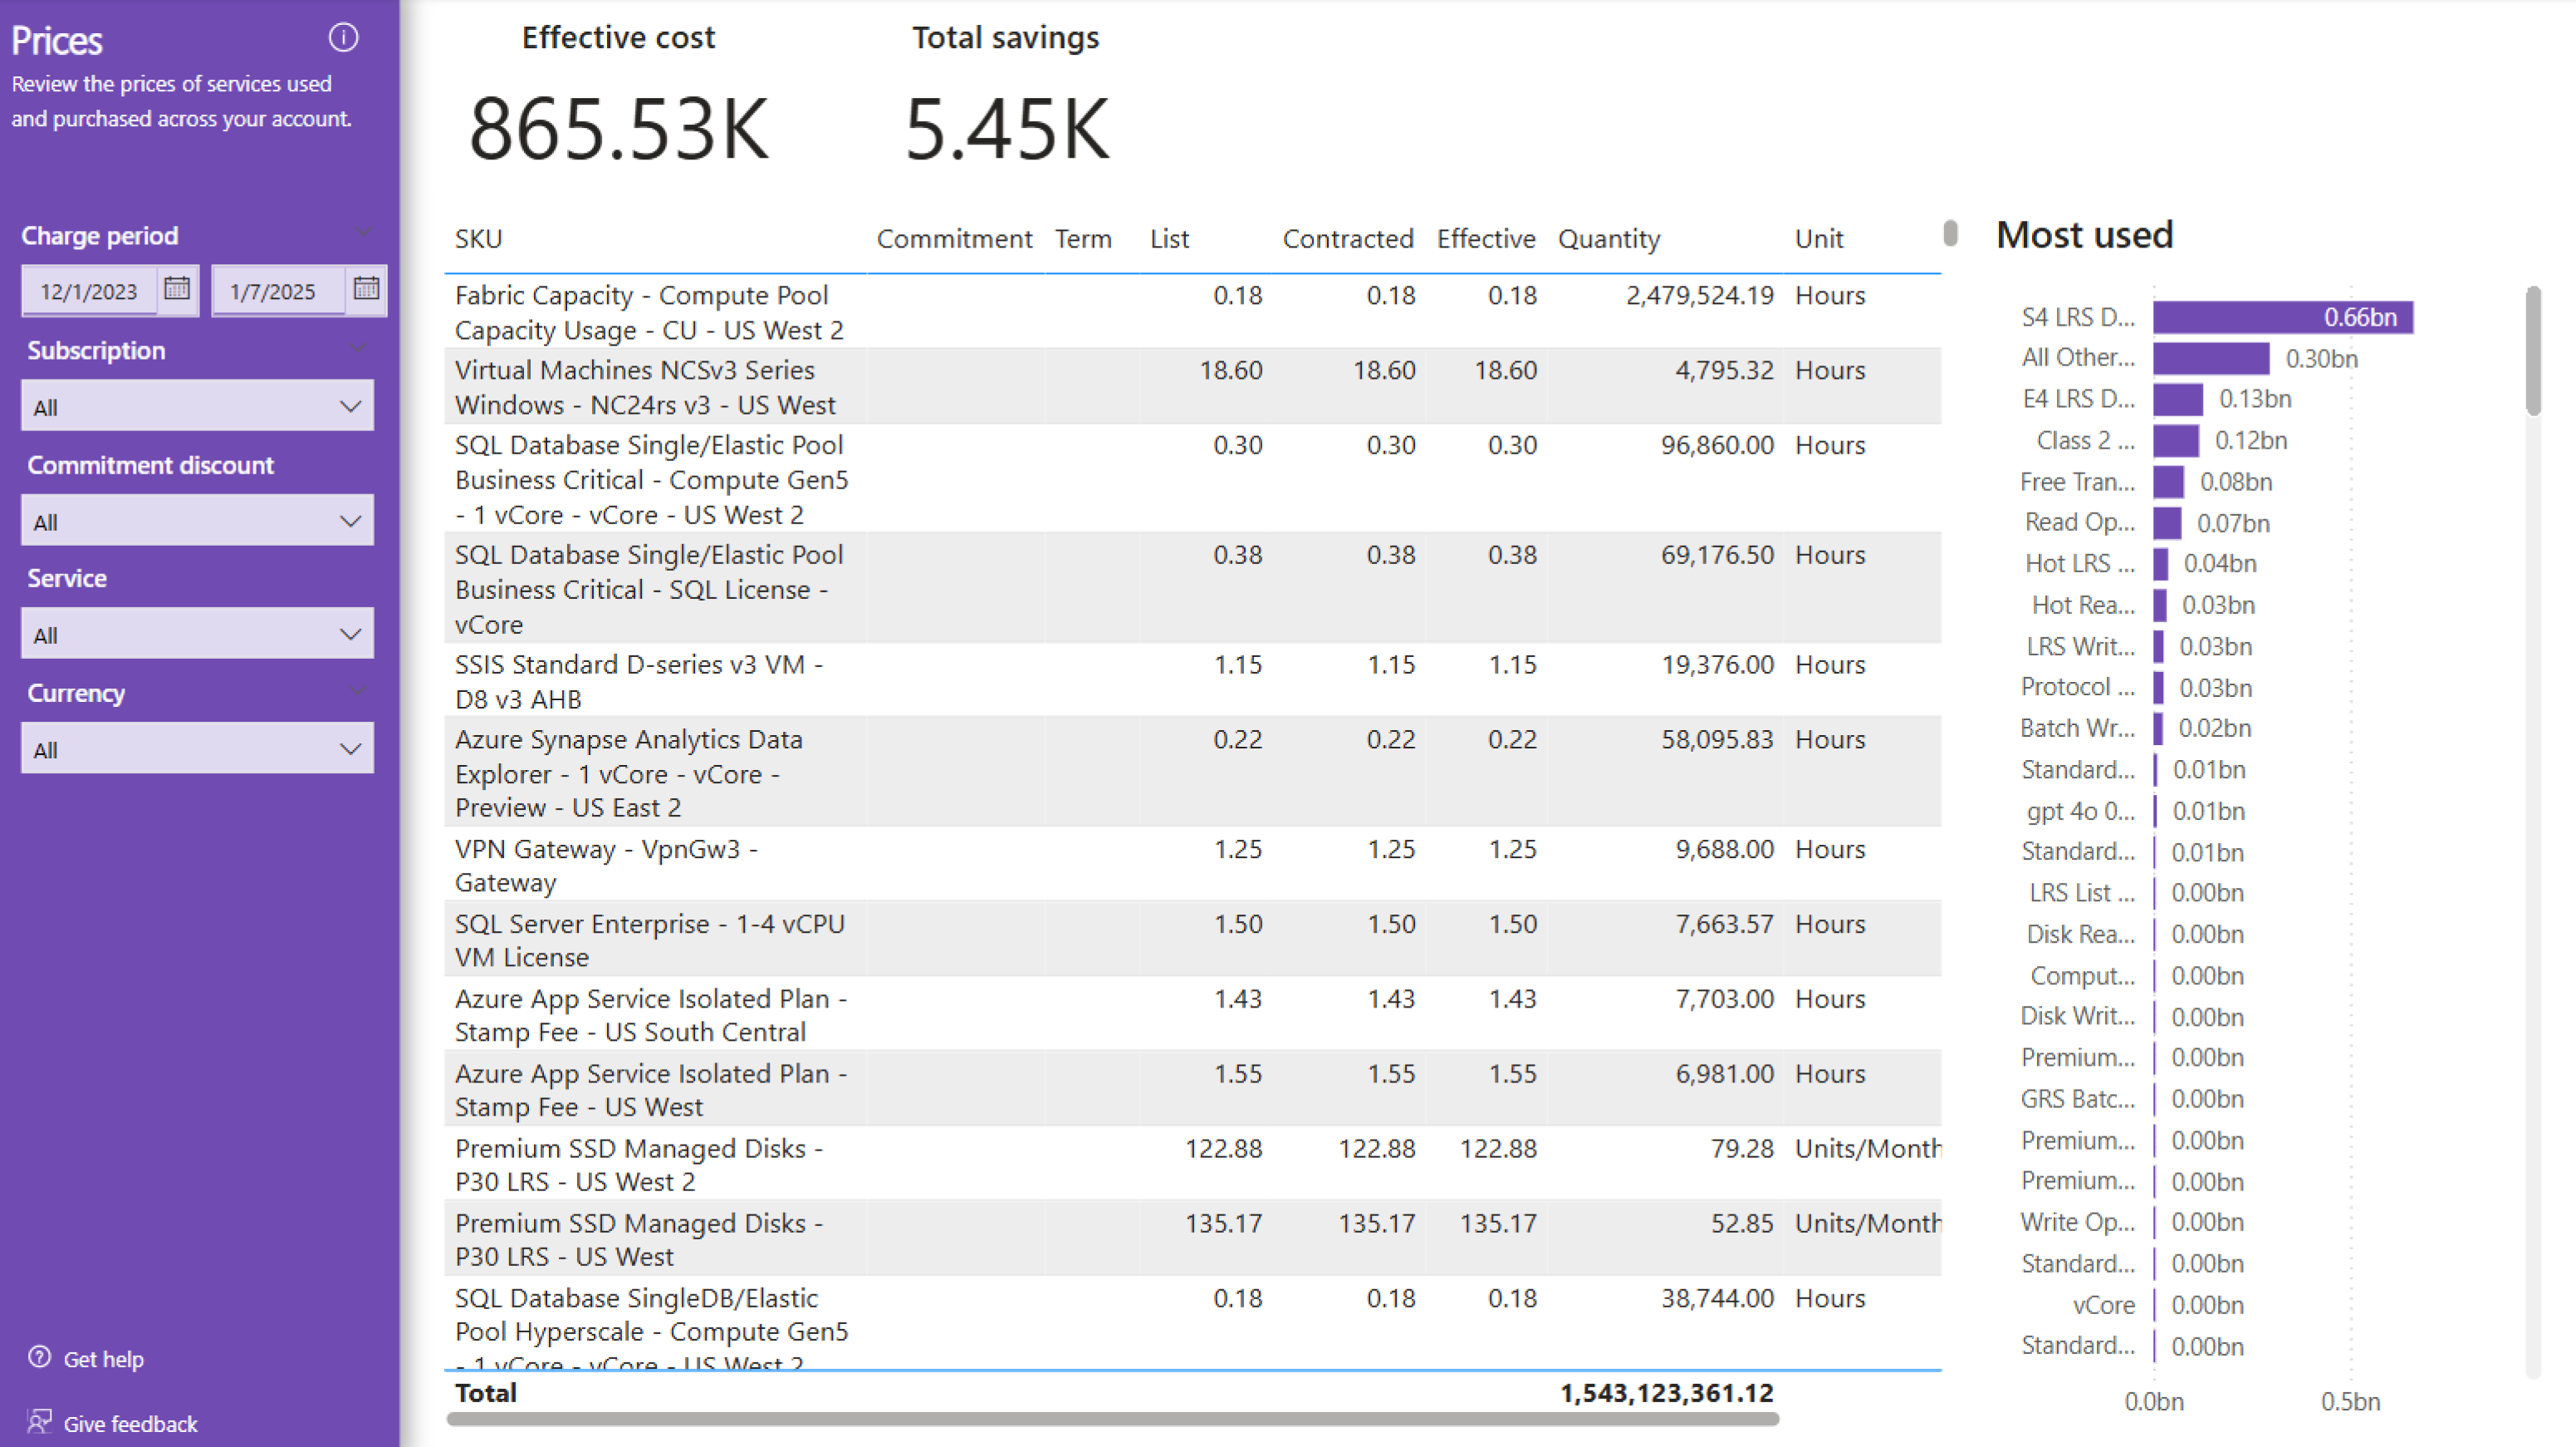 Prices
Review the prices of services used
and purchased across your account.
Charge period
12/1/2023 1/7/2025
Subscription
All
Commitment discount
All
Service
All
Currency
All
Get help
Give feedback
Effective cost
865.53K
Total savings
5.45K
SKU Commitment Term List Contracted Effective Quantity Unit
Fabric Capacity - Compute Pool 0.18 0.18 0.18 2,479,524.19 Hours
Capacity Usage - CU - US West 2
Virtual Machines NCSv3 Series 18.60 18.60 18.60 4,795.32 Hours
Windows - NC24rs v3 - US West
SQL Database Single/Elastic Pool 0.30 0.30 0.30 96,860.00 Hours
Business Critical - Compute Gen5
- 1 vCore - vCore - US West 2
SQL Database Single/Elastic Pool 0.38 0.38 0.38 69,176.50 Hours
Business Critical - SQL License -
vCore
SSIS Standard D-series v3 VM - 1.15 1.15 1.15 19,376.00 Hours
D8 v3 AHB
Azure Synapse Analytics Data 0.22 0.22 0.22 58,095.83 Hours
Explorer - 1 vCore - vCore -
Preview - US East 2
VPN Gateway - VpnGw3 - 1.25 1.25 1.25 9,688.00 Hours
Gateway
SQL Server Enterprise - 1-4 vCPU 1.50 1.50 1.50 7,663.57 Hours
VM License
Azure App Service Isolated Plan - 1.43 1.43 1.43 7,703.00 Hours
Stamp Fee - US South Central
Azure App Service Isolated Plan - 1.55 1.55 1.55 6,981.00 Hours
Stamp Fee - US West
Premium SSD Managed Disks - 122.88 122.88 122.88 79.28 Units/Month
P30 LRS - US West 2
Premium SSD Managed Disks - 135.17 135.17 135.17 52.85 Units/Month
P30 LRS - US West
SQL Database SingleDB/Elastic 0.18 0.18 0.18 38,744.00 Hours
Pool Hyperscale - Compute Gen5
- 1 vCore - vCore - US West 2
Total 1,543,123,361.12
Most used
S4 LRS D... 0.66bn
All Other... 0.30bn
E4 LRS D... 0.13bn
Class 2 ... 0.12bn
Free Tran... 0.08bn
Read Op... 0.07bn
Hot LRS ... 0.04bn
Hot Rea... 0.03bn
LRS Writ... 0.03bn
Protocol ... 0.03bn
Batch Wr... 0.02bn
Standard... 0.01bn
gpt 4o 0... 0.01bn
Standard... 0.01bn
LRS List ... 0.00bn
Disk Rea... 0.00bn
Comput... 0.00bn
Disk Writ... 0.00bn
Premium... 0.00bn
GRS Batc... 0.00bn
Premium... 0.00bn
Premium... 0.00bn
Write Op... 0.00bn
Standard... 0.00bn
vCore 0.00bn
Standard... 0.00bn
0.0bn 0.5bn